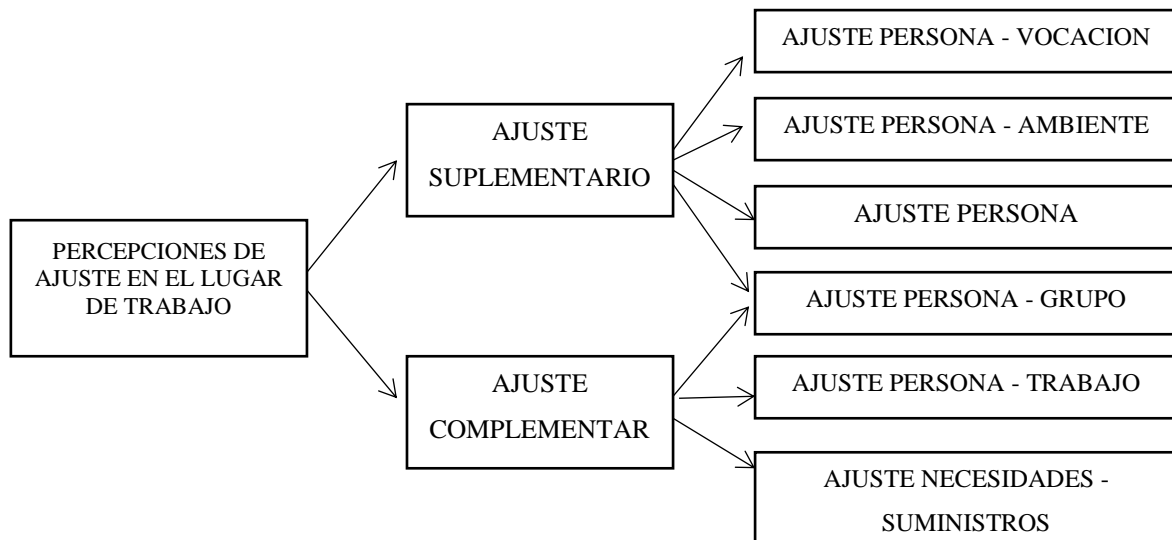 PERCEPCIONES DE
AJUSTE EN EL LUGAR
DE TRABAJO
AJUSTE
SUPLEMENTARIO
AJUSTE
COMPLEMENTAR
AJUSTE PERSONA - VOCACION
AJUSTE PERSONA - AMBIENTE
AJUSTE PERSONA
AJUSTE PERSONA - GRUPO
AJUSTE PERSONA - TRABAJO
AJUSTE NECESIDADES -
SUMINISTROS